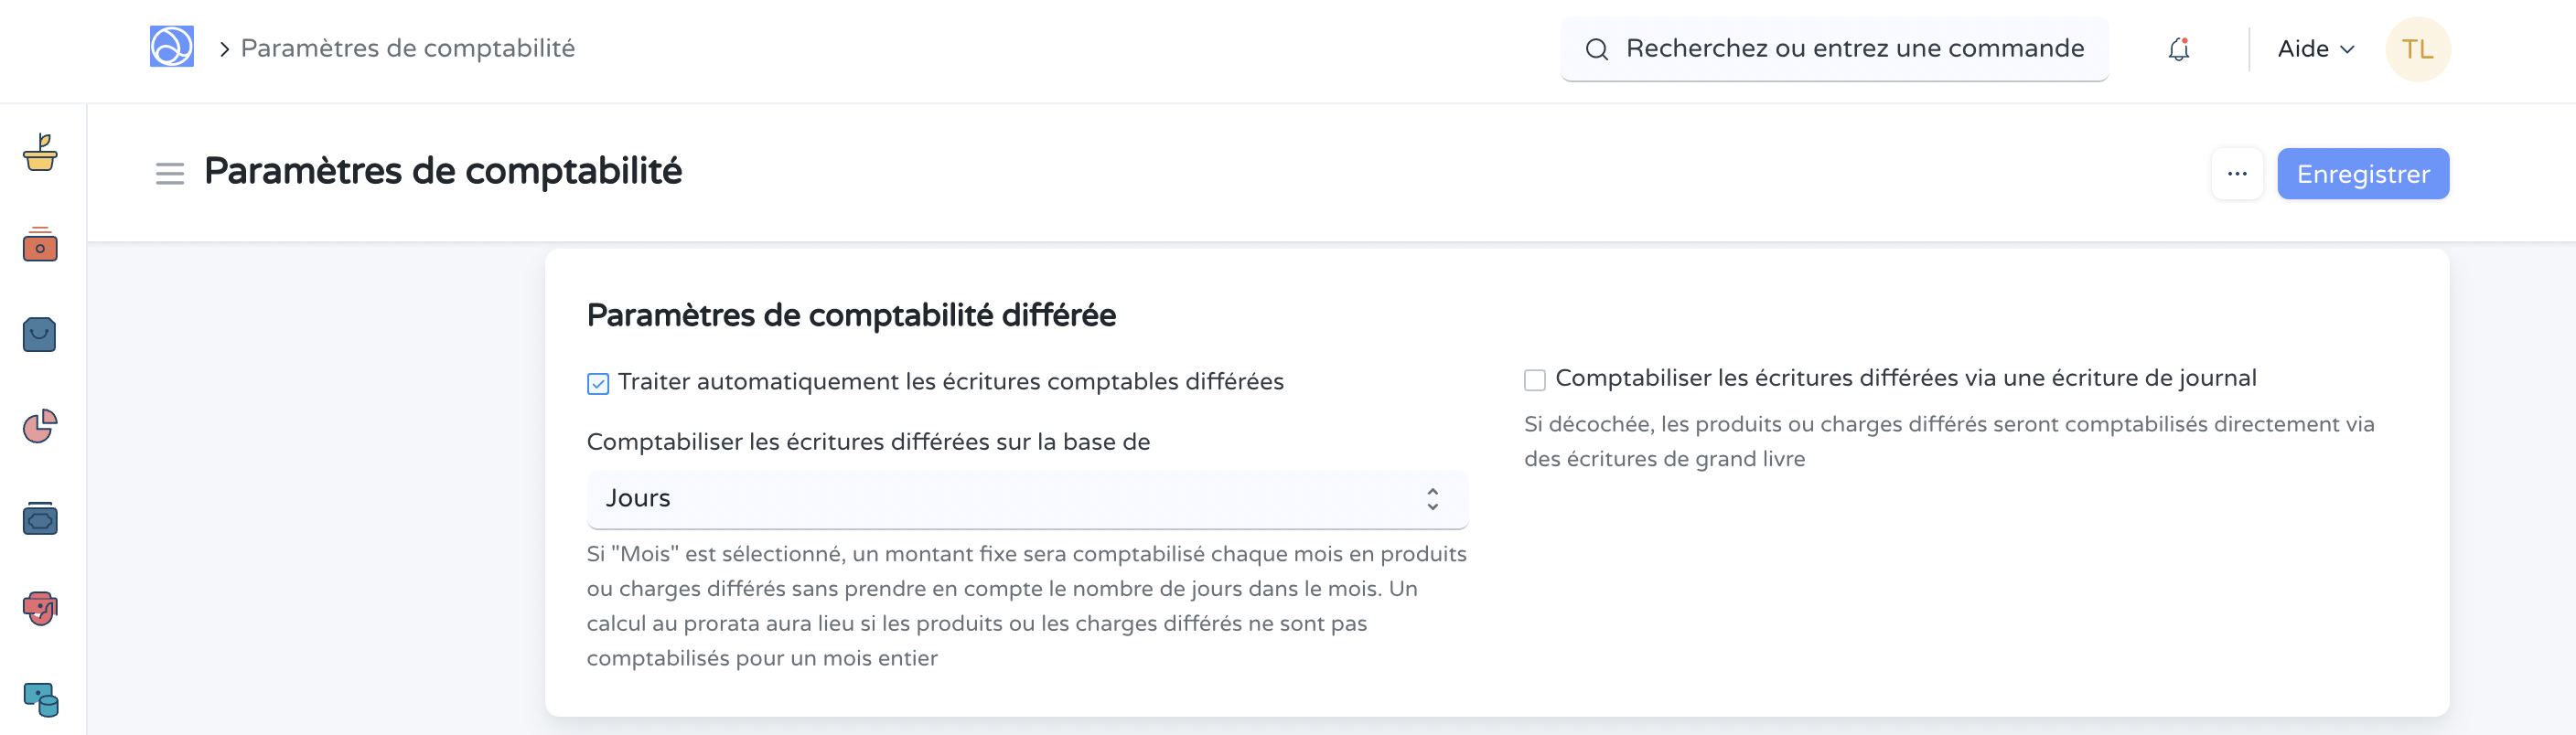 Paramètres de comptabilité
Recherchez ou entrez une commande
Aide
TL
Paramètres de comptabilité
Enregistrer
Paramètres de comptabilité différée
Traiter automatiquement les écritures comptables différées
Comptabiliser les écritures différées sur la base de
Jours
Si "Mois" est sélectionné, un montant fixe sera comptabilisé chaque mois en produits
ou charges différés sans prendre en compte le nombre de jours dans le mois. Un
calcul au prorata aura lieu si les produits ou les charges différés ne sont pas
comptabilisés pour un mois entier
Comptabiliser les écritures différées via une écriture de journal
Si décochée, les produits ou charges différés seront comptabilisés directement via
des écritures de grand livre